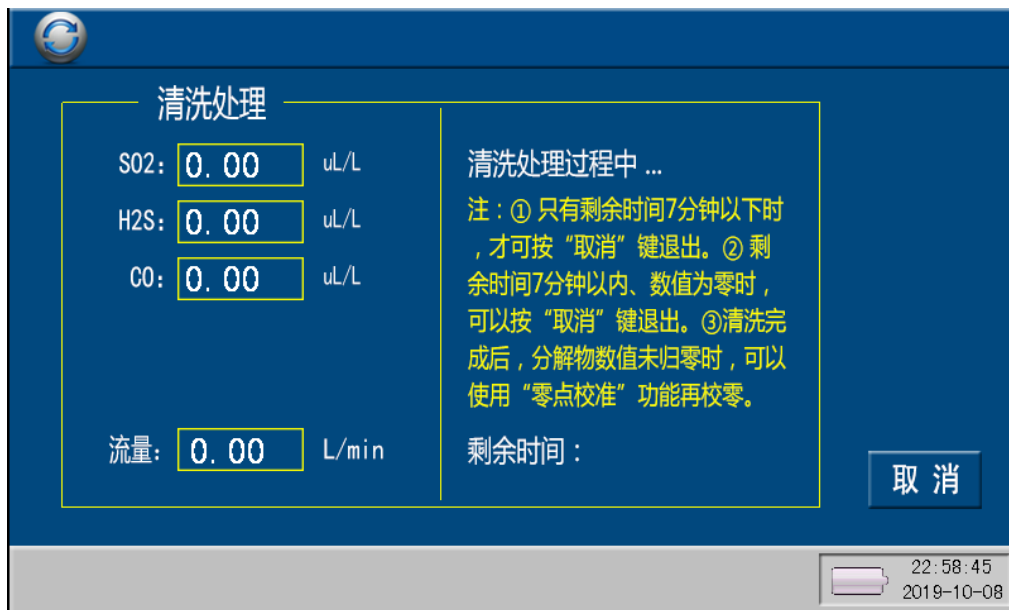 清洗处理
SO2: 0.00 uL/L
H2S: 0.00 uL/L
CO: 0.00 uL/L
流量: 0.00 L/min
清洗处理过程中 ...
注：① 只有剩余时间7分钟以下时
，才可按“取消”键退出。② 剩
余时间7分钟以内、数值为零时，
可以按“取消”键退出。③清洗完
成后，分解物数值未归零时，可以
使用“零点校准”功能再校零。
剩余时间：
取 消
22:58:45
2019-10-08